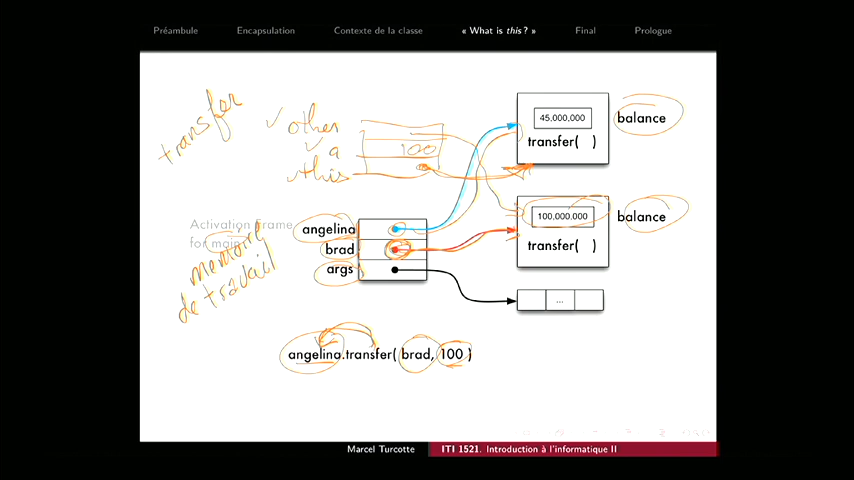 Préambule Encapsulation Contexte de la classe « What is this ? » Final Prologue
transfer
other
a 100
this
45,000,000 balance
transfer( )
100,000,000 balance
transfer( )
Activation Frame
for main
mémoire
de travail
angelina
brad
args
...
angelina.transfer( brad, 100 )
Marcel Turcotte ITI 1521. Introduction à l'informatique II